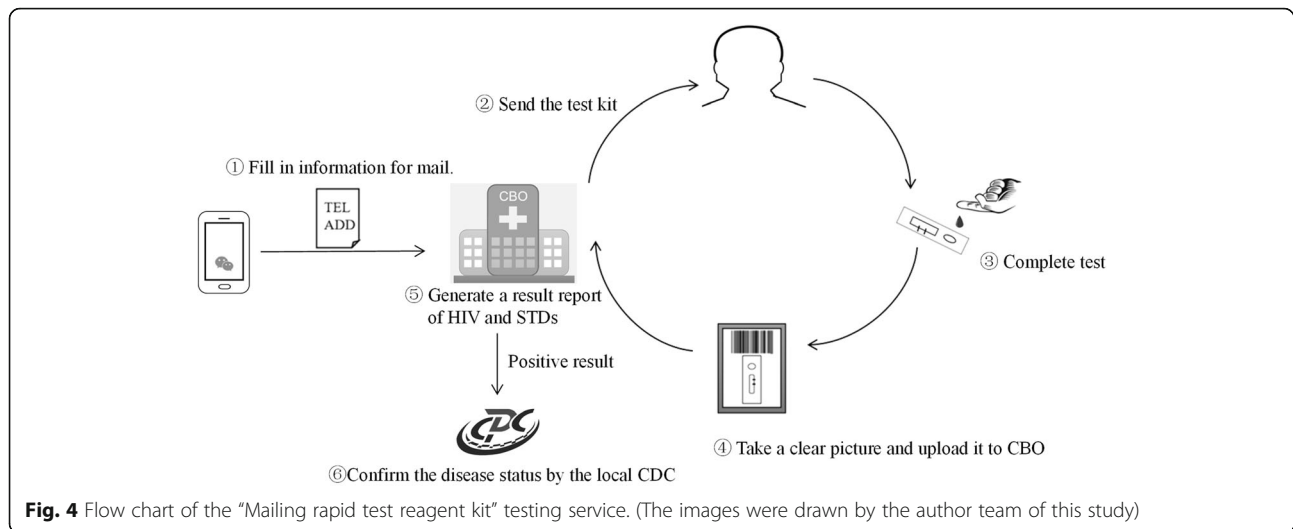 ② Send the test kit
① Fill in information for mail.
TEL
ADD
CBO
③ Complete test
⑤ Generate a result report
of HIV and STDs
Positive result
CDC
④ Take a clear picture and upload it to CBO
⑥Confirm the disease status by the local CDC
Fig. 4 Flow chart of the “Mailing rapid test reagent kit” testing service. (The images were drawn by the author team of this study)